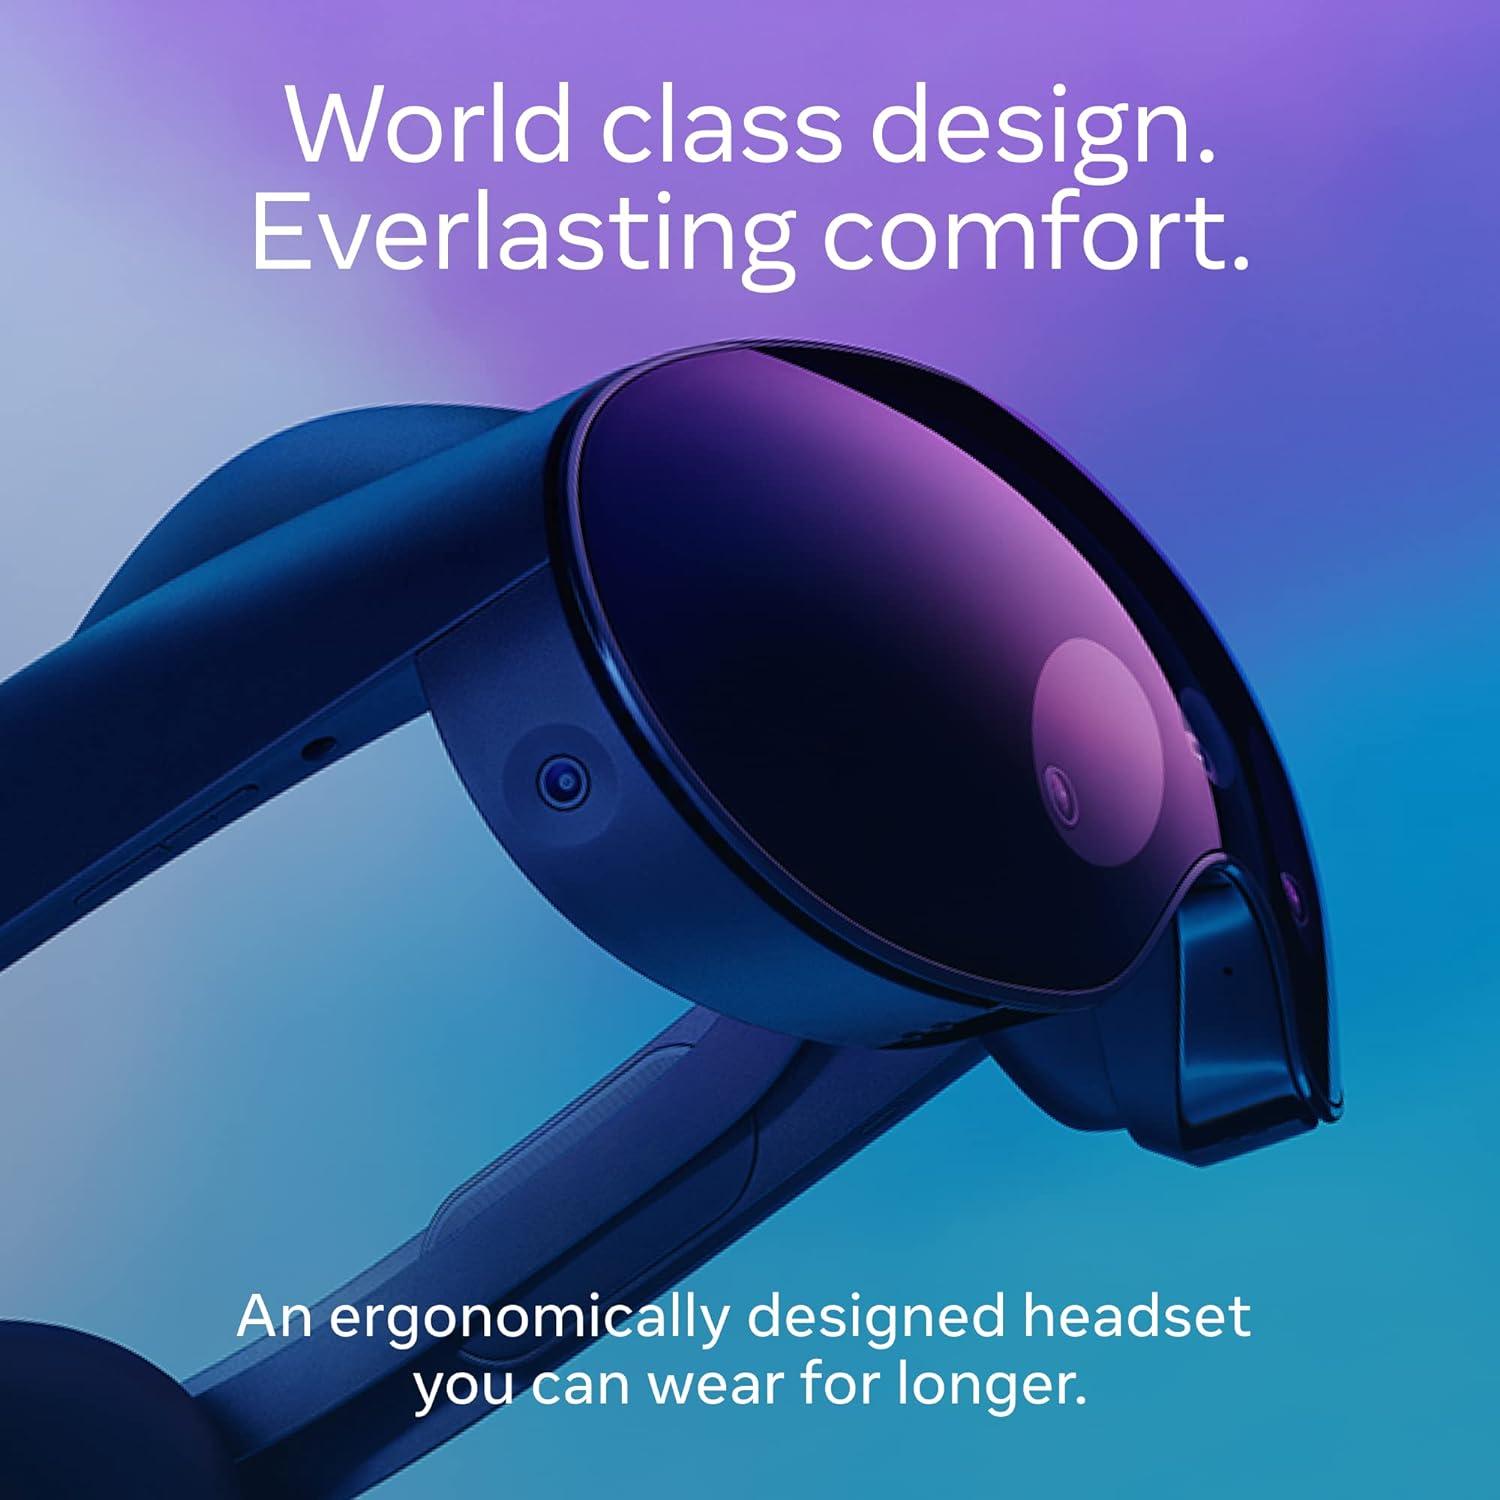 World class design.
Everlasting comfort.
An ergonomically designed headset
you can wear for longer.